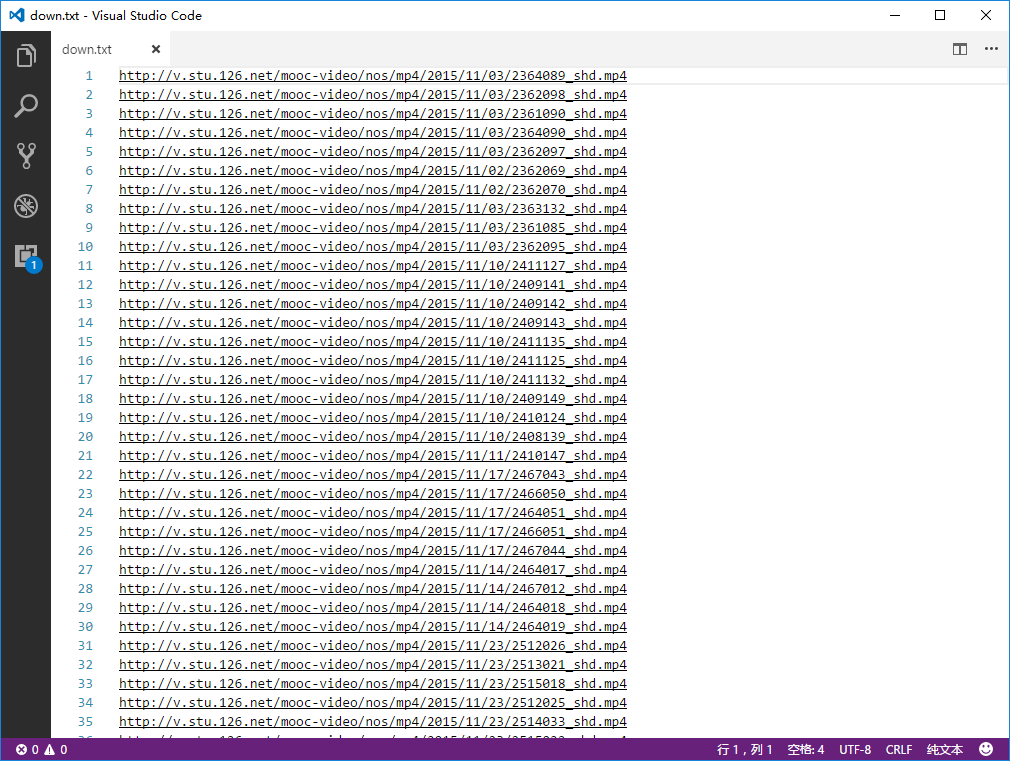 down.txt - Visual Studio Code
down.txt
1 http://v.stu.126.net/mooc-video/nos/mp4/2015/11/03/2364089_shd.mp4
2 http://v.stu.126.net/mooc-video/nos/mp4/2015/11/03/2362098_shd.mp4
3 http://v.stu.126.net/mooc-video/nos/mp4/2015/11/03/2361090_shd.mp4
4 http://v.stu.126.net/mooc-video/nos/mp4/2015/11/03/2364090_shd.mp4
5 http://v.stu.126.net/mooc-video/nos/mp4/2015/11/03/2362097_shd.mp4
6 http://v.stu.126.net/mooc-video/nos/mp4/2015/11/02/2362069_shd.mp4
7 http://v.stu.126.net/mooc-video/nos/mp4/2015/11/02/2362070_shd.mp4
8 http://v.stu.126.net/mooc-video/nos/mp4/2015/11/03/2363132_shd.mp4
9 http://v.stu.126.net/mooc-video/nos/mp4/2015/11/03/2361085_shd.mp4
10 http://v.stu.126.net/mooc-video/nos/mp4/2015/11/03/2362095_shd.mp4
11 http://v.stu.126.net/mooc-video/nos/mp4/2015/11/10/2411127_shd.mp4
12 http://v.stu.126.net/mooc-video/nos/mp4/2015/11/10/2409141_shd.mp4
13 http://v.stu.126.net/mooc-video/nos/mp4/2015/11/10/2409142_shd.mp4
14 http://v.stu.126.net/mooc-video/nos/mp4/2015/11/10/2409143_shd.mp4
15 http://v.stu.126.net/mooc-video/nos/mp4/2015/11/10/2411135_shd.mp4
16 http://v.stu.126.net/mooc-video/nos/mp4/2015/11/10/2411125_shd.mp4
17 http://v.stu.126.net/mooc-video/nos/mp4/2015/11/10/2411132_shd.mp4
18 http://v.stu.126.net/mooc-video/nos/mp4/2015/11/10/2409149_shd.mp4
19 http://v.stu.126.net/mooc-video/nos/mp4/2015/11/10/2410124_shd.mp4
20 http://v.stu.126.net/mooc-video/nos/mp4/2015/11/10/2408139_shd.mp4
21 http://v.stu.126.net/mooc-video/nos/mp4/2015/11/11/2410147_shd.mp4
22 http://v.stu.126.net/mooc-video/nos/mp4/2015/11/17/2467043_shd.mp4
23 http://v.stu.126.net/mooc-video/nos/mp4/2015/11/17/2466050_shd.mp4
24 http://v.stu.126.net/mooc-video/nos/mp4/2015/11/17/2464051_shd.mp4
25 http://v.stu.126.net/mooc-video/nos/mp4/2015/11/17/2466051_shd.mp4
26 http://v.stu.126.net/mooc-video/nos/mp4/2015/11/17/2467044_shd.mp4
27 http://v.stu.126.net/mooc-video/nos/mp4/2015/11/14/2464017_shd.mp4
28 http://v.stu.126.net/mooc-video/nos/mp4/2015/11/14/2467012_shd.mp4
29 http://v.stu.126.net/mooc-video/nos/mp4/2015/11/14/2464018_shd.mp4
30 http://v.stu.126.net/mooc-video/nos/mp4/2015/11/14/2464019_shd.mp4
31 http://v.stu.126.net/mooc-video/nos/mp4/2015/11/23/2512026_shd.mp4
32 http://v.stu.126.net/mooc-video/nos/mp4/2015/11/23/2513021_shd.mp4
33 http://v.stu.126.net/mooc-video/nos/mp4/2015/11/23/2515018_shd.mp4
34 http://v.stu.126.net/mooc-video/nos/mp4/2015/11/23/2512025_shd.mp4
35 http://v.stu.126.net/mooc-video/nos/mp4/2015/11/23/2514033_shd.mp4
1
0 0 行 1，列 1 空格: 4 UTF-8 CRLF 纯文本